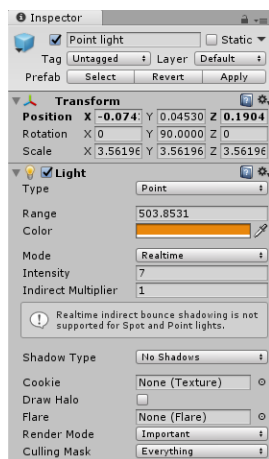 Inspector
Point light Static
Tag Untagged Layer Default
Prefab Select Revert Apply
Transform
Position X -0.074 Y 0.04530 Z 0.1904
Rotation X 0 Y 90.0000 Z 0
Scale X 3.56196 Y 3.56196 Z 3.56196
Light
Type Point
Range 503.8531
Color
Mode Realtime
Intensity 7
Indirect Multiplier 1
Realtime indirect bounce shadowing is not
supported for Spot and Point lights.
Shadow Type No Shadows
Cookie None (Texture)
Draw Halo
Flare None (Flare)
Render Mode Important
Culling Mask Everything